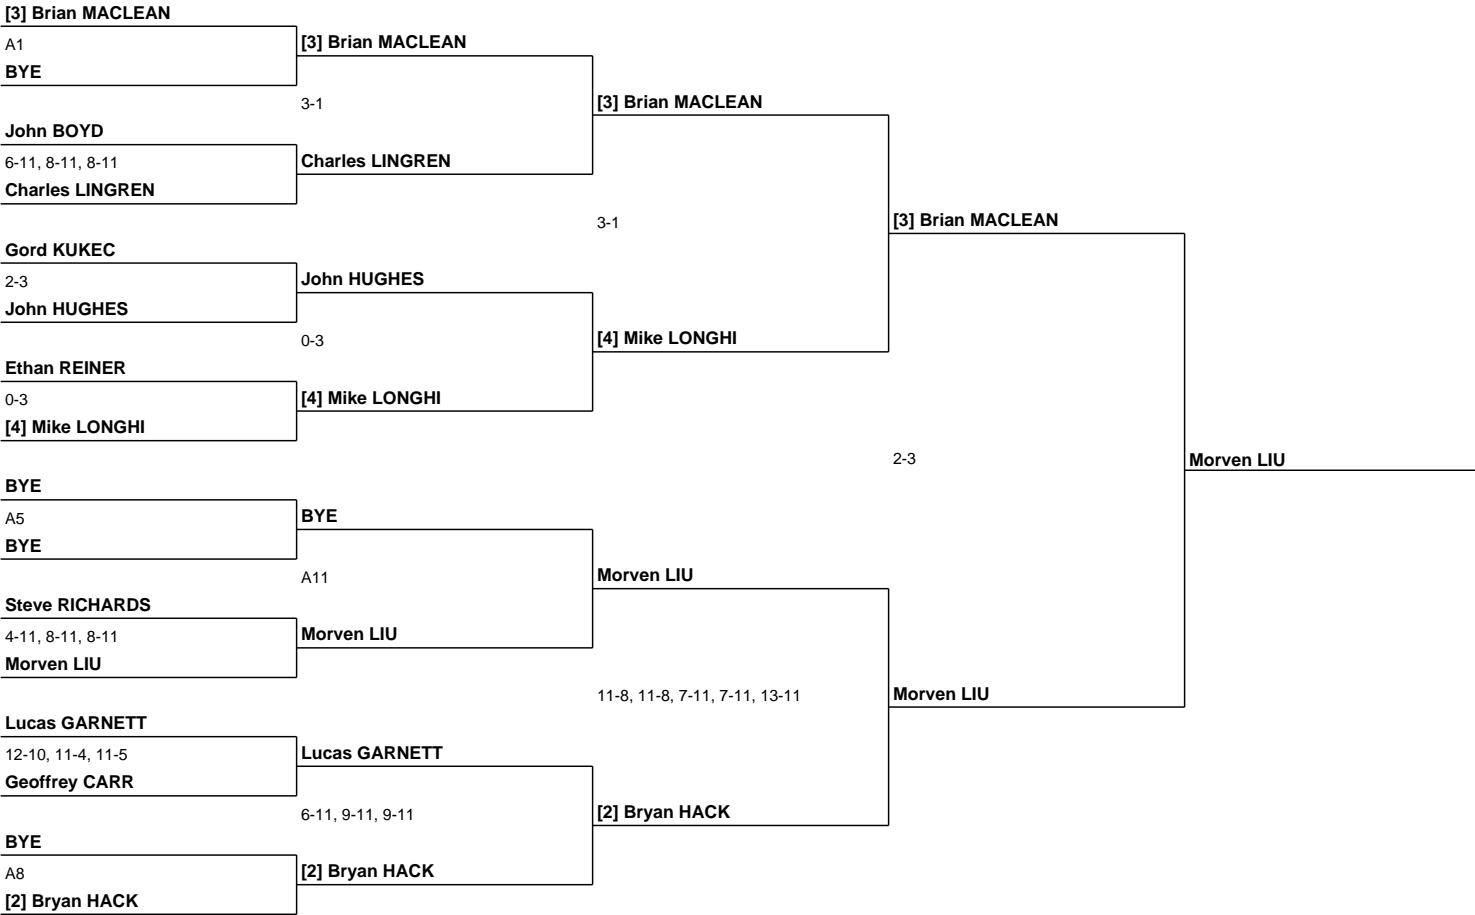 [3] Brian MACLEAN
A1
BYE
John BOYD
6-11, 8-11, 8-11
Charles LINGREN
Gord KUKEC
2-3
John HUGHES
Ethan REINER
0-3
[4] Mike LONGHI
BYE
A5
BYE
Steve RICHARDS
4-11, 8-11, 8-11
Morven LIU
Lucas GARNETT
12-10, 11-4, 11-5
Geoffrey CARR
BYE
A8
[2] Bryan HACK
[3] Brian MACLEAN
3-1
Charles LINGREN
John HUGHES
0-3
[4] Mike LONGHI
BYE
A11
Morven LIU
Lucas GARNETT
6-11, 9-11, 9-11
[2] Bryan HACK
[3] Brian MACLEAN
3-1
[4] Mike LONGHI
Morven LIU
11-8, 11-8, 7-11, 7-11, 13-11
[2] Bryan HACK
[3] Brian MACLEAN
2-3
Morven LIU
Morven LIU